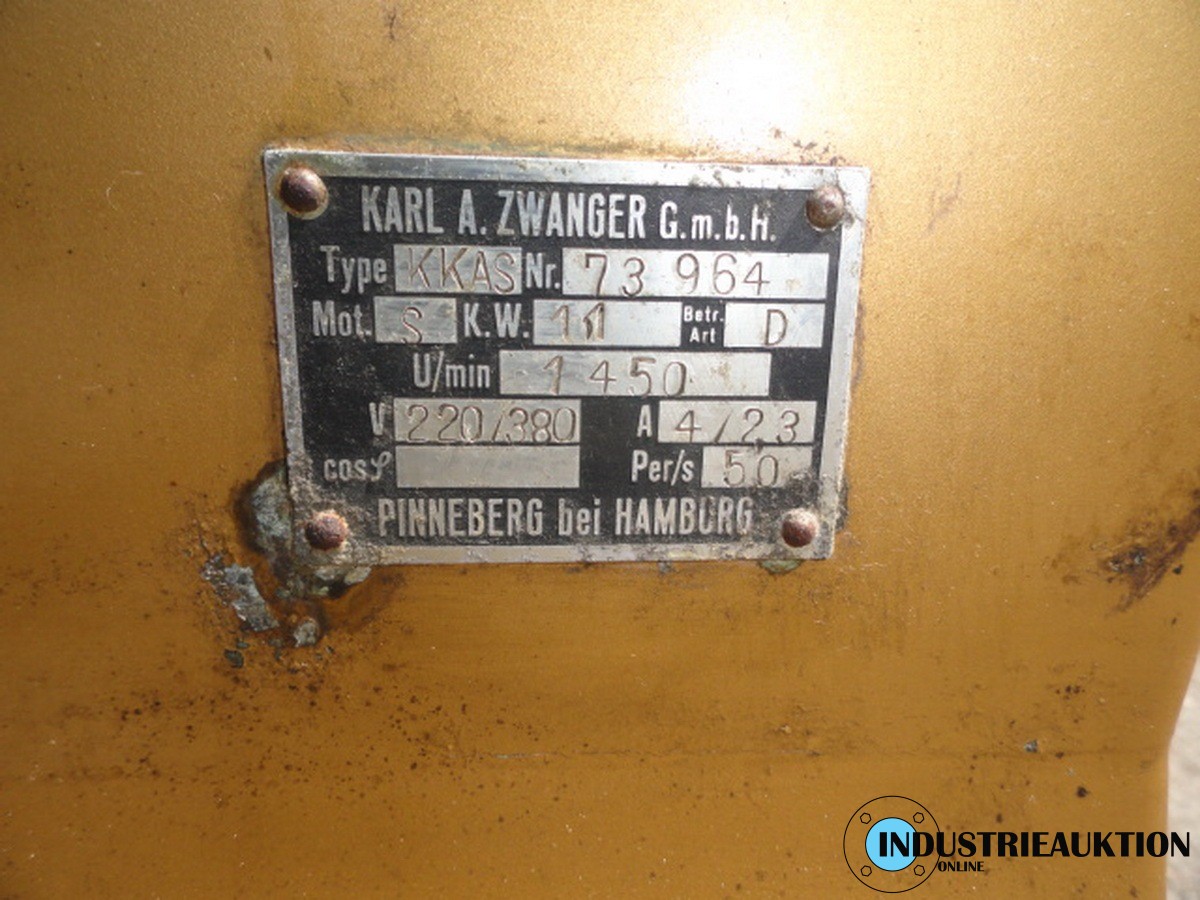 KARL A. ZWANGER G.m.b.H.
Type KKAS Nr. 73 964
Mot. S K.W. 11 Betr. Art D
U/min 1450
V 220/380 A 4/2,3
cosφ Per/s 50
PINNEBERG bei HAMBURG
INDUSTRIEAUKTION
ONLINE